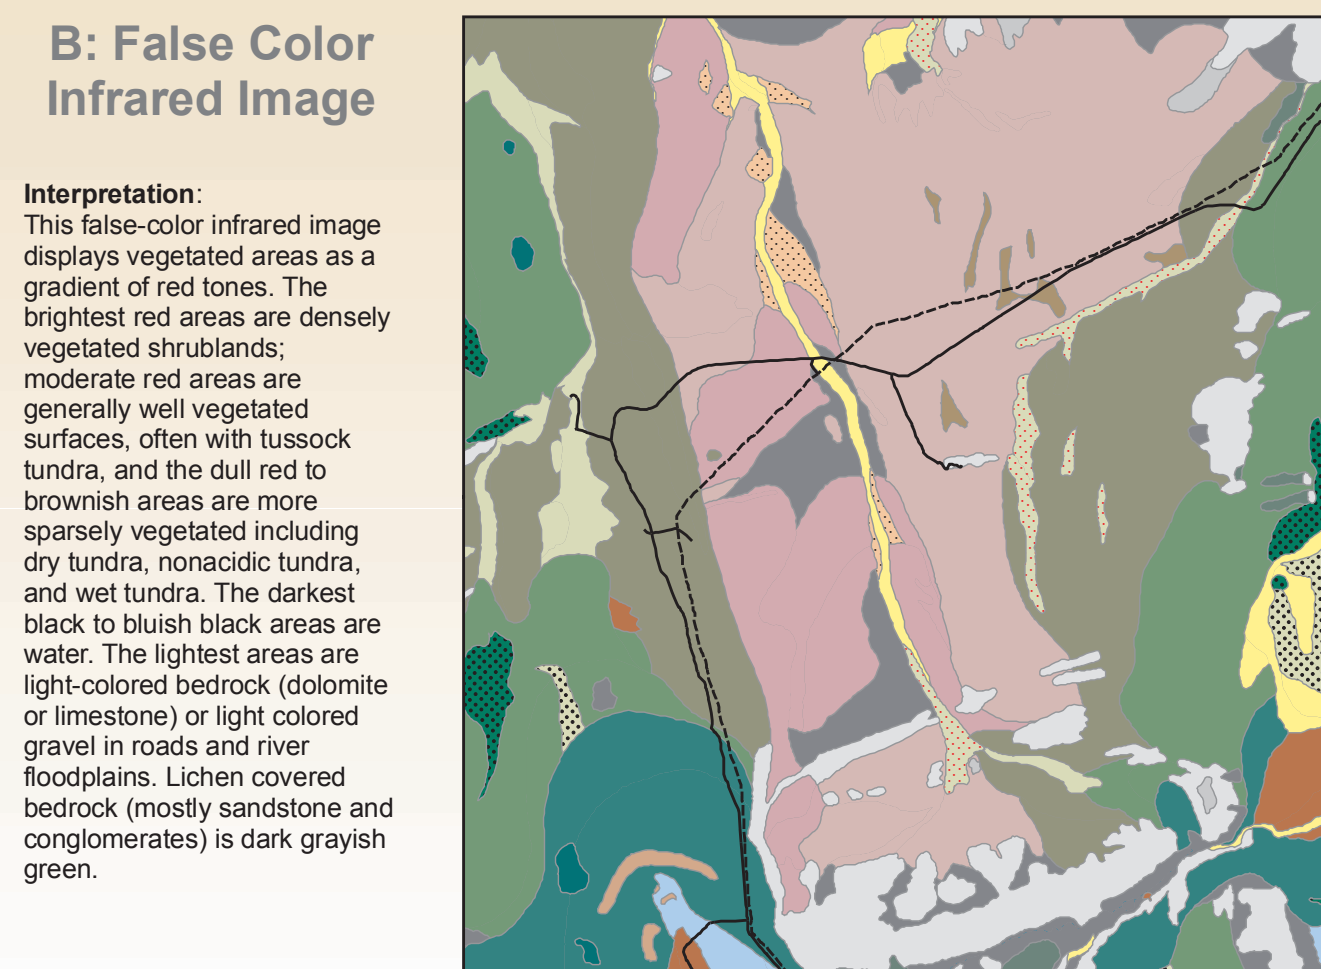 B: False Color
Infrared Image
Interpretation:
This false-color infrared image
displays vegetated areas as a
gradient of red tones. The
brightest red areas are densely
vegetated shrublands;
moderate red areas are
generally well vegetated
surfaces, often with tussock
tundra, and the dull red to
brownish areas are more
sparsely vegetated including
dry tundra, nonacidic tundra,
and wet tundra. The darkest
black to bluish black areas are
water. The lightest areas are
light-colored bedrock (dolomite
or limestone) or light colored
gravel in roads and river
floodplains. Lichen covered
bedrock (mostly sandstone and
conglomerates) is dark grayish
green.